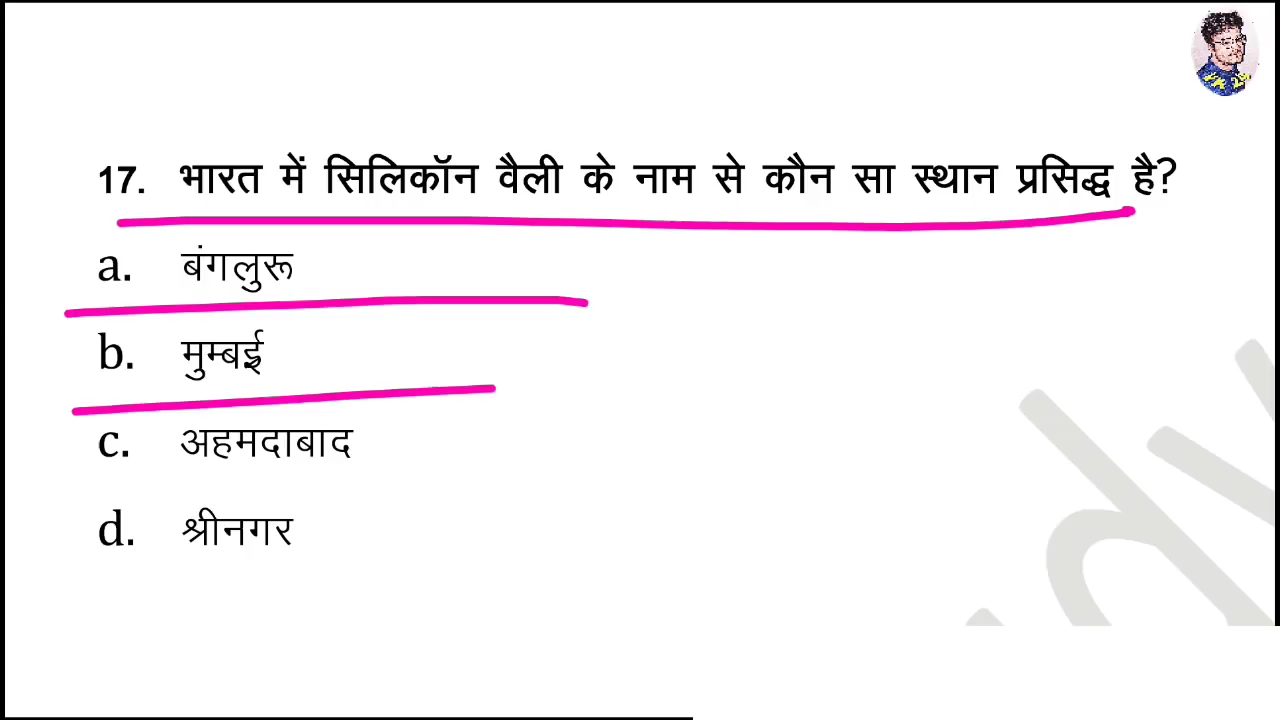 17. भारत में सिलिकॉन वैली के नाम से कौन सा स्थान प्रसिद्ध है?
a. बंगलुरू
b. मुम्बई
c. अहमदाबाद
d. श्रीनगर